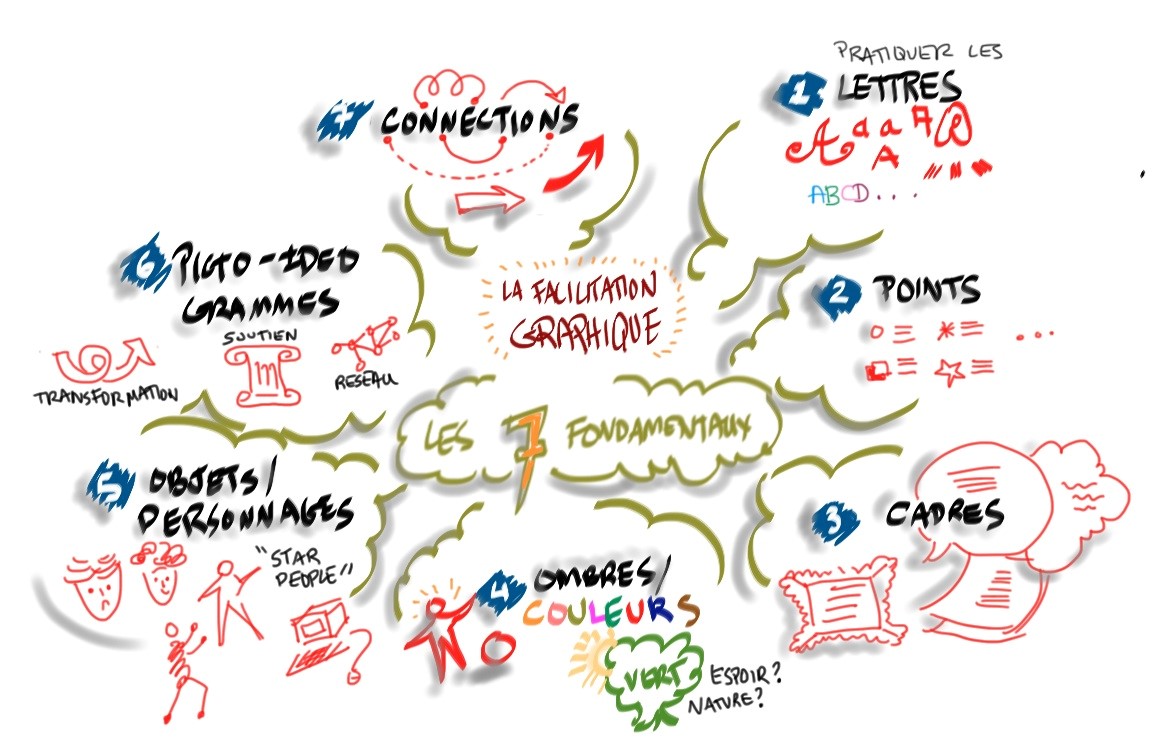 LA FACILITATION
GRAPHIQUE
LES 7 FONDAMENTAUX
PRATIQUER LES
1 LETTRES
A a a A a
A
ABCD...
2 POINTS
3 CADRES
4 OMBRES/
COULEURS
VERT
ESPOIR?
NATURE?
5 OBJETS/
PERSONNAGES
"STAR
PEOPLE"
6 PICTO-IDEO
GRAMMES
SOUTIEN
TRANSFORMATION
RESEAU
7 CONNECTIONS